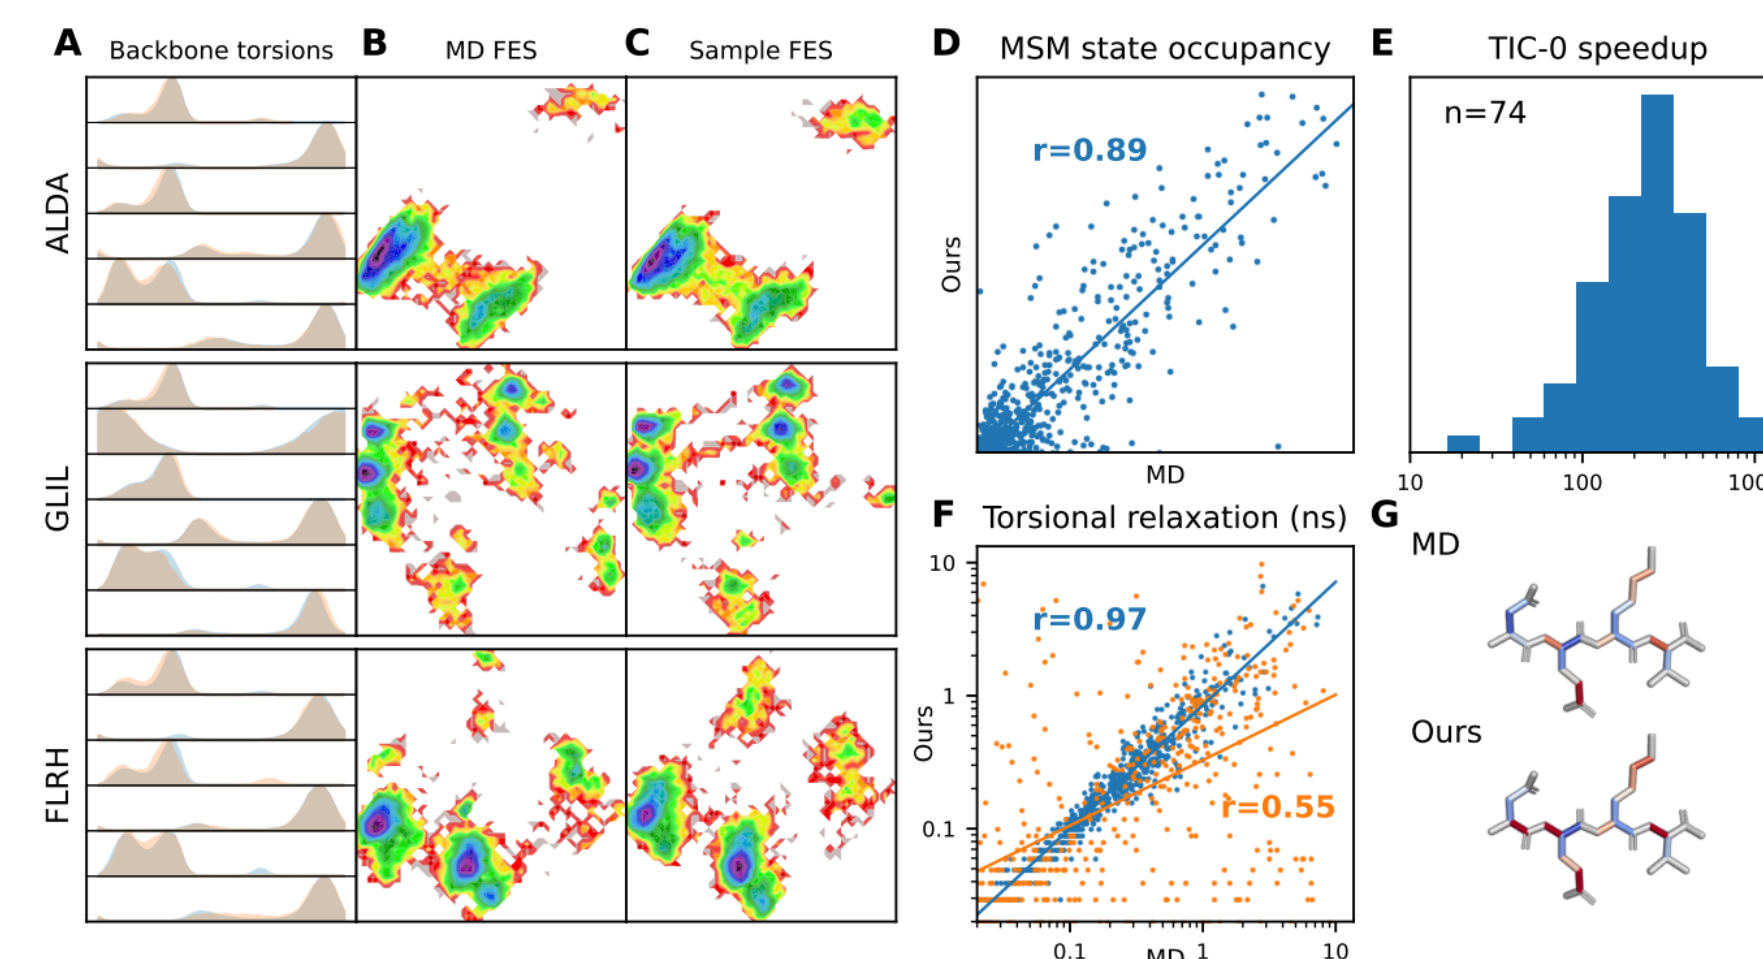 A Backbone torsions B MD FES C Sample FES
ALDA
GLIL
FLRH
D MSM state occupancy
r=0.89
Ours
MD
E TIC-0 speedup
n=74
10 100
F Torsional relaxation (ns)
10
1
0.1
r=0.97
r=0.55
Ours
0.1 1 10
MD
G
MD
Ours